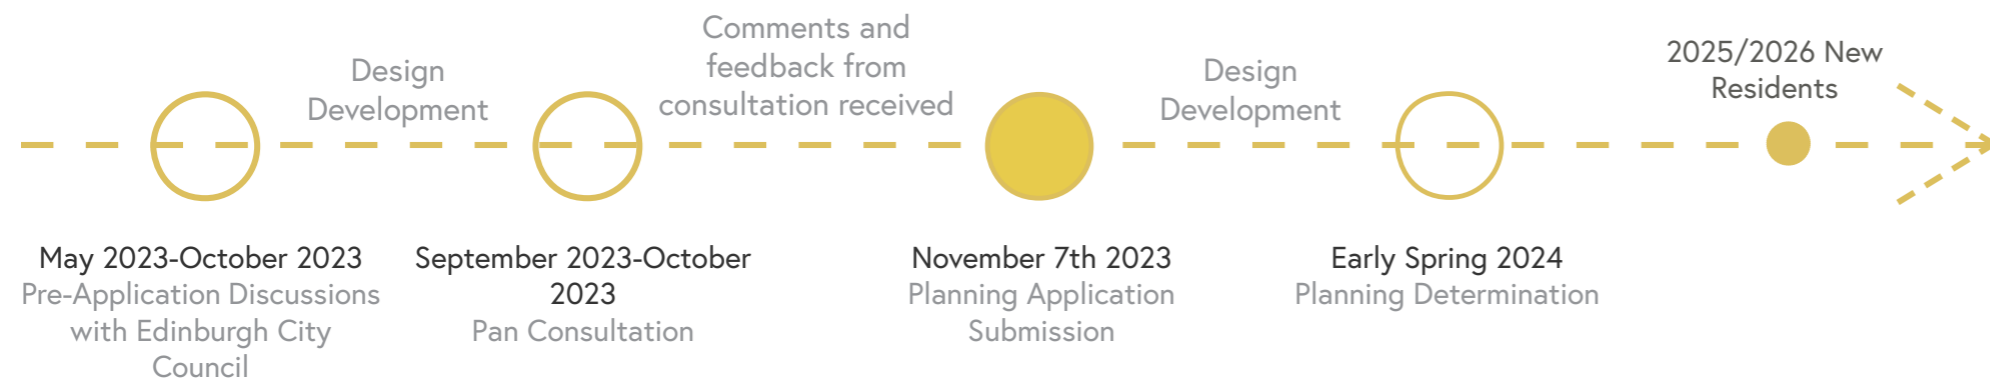 Design
Development
Comments and
feedback from
consultation received
Design
Development
2025/2026 New
Residents
May 2023-October 2023
Pre-Application Discussions
with Edinburgh City
Council
September 2023-October
2023
Pan Consultation
November 7th 2023
Planning Application
Submission
Early Spring 2024
Planning Determination